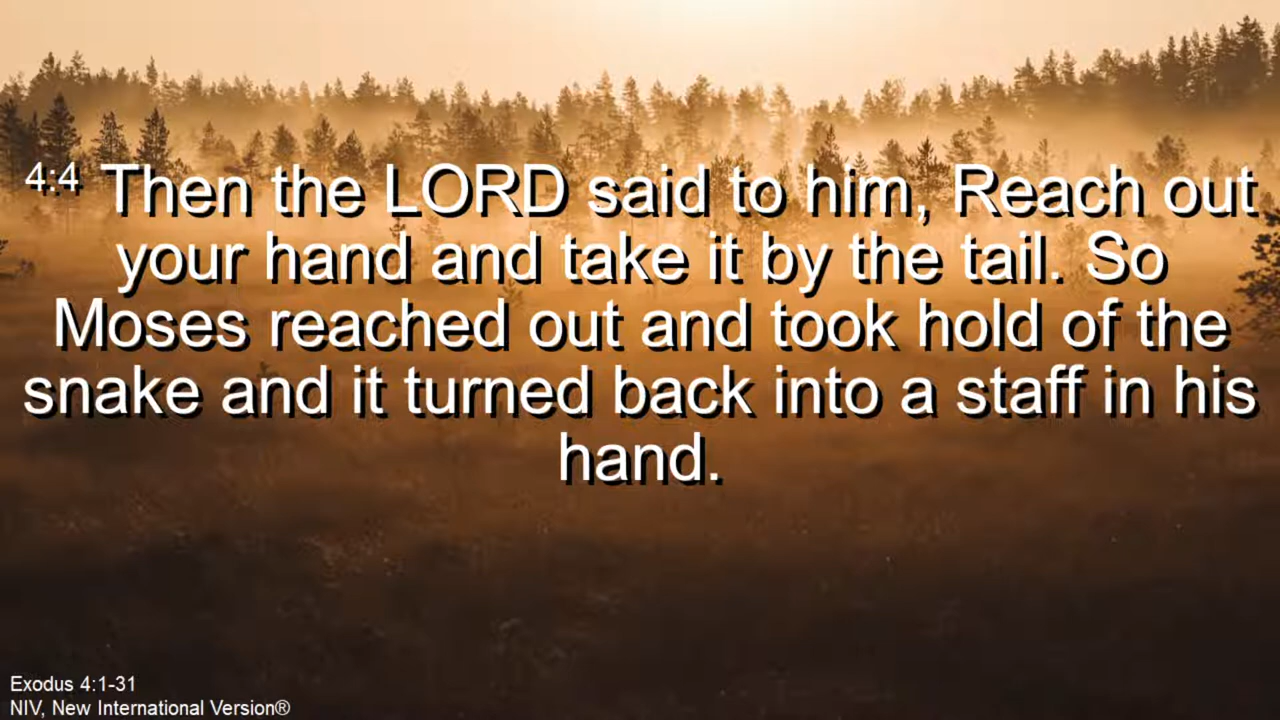 4:4 Then the LORD said to him, Reach out
your hand and take it by the tail. So
Moses reached out and took hold of the
snake and it turned back into a staff in his
hand.
Exodus 4:1-31
NIV, New International Version®